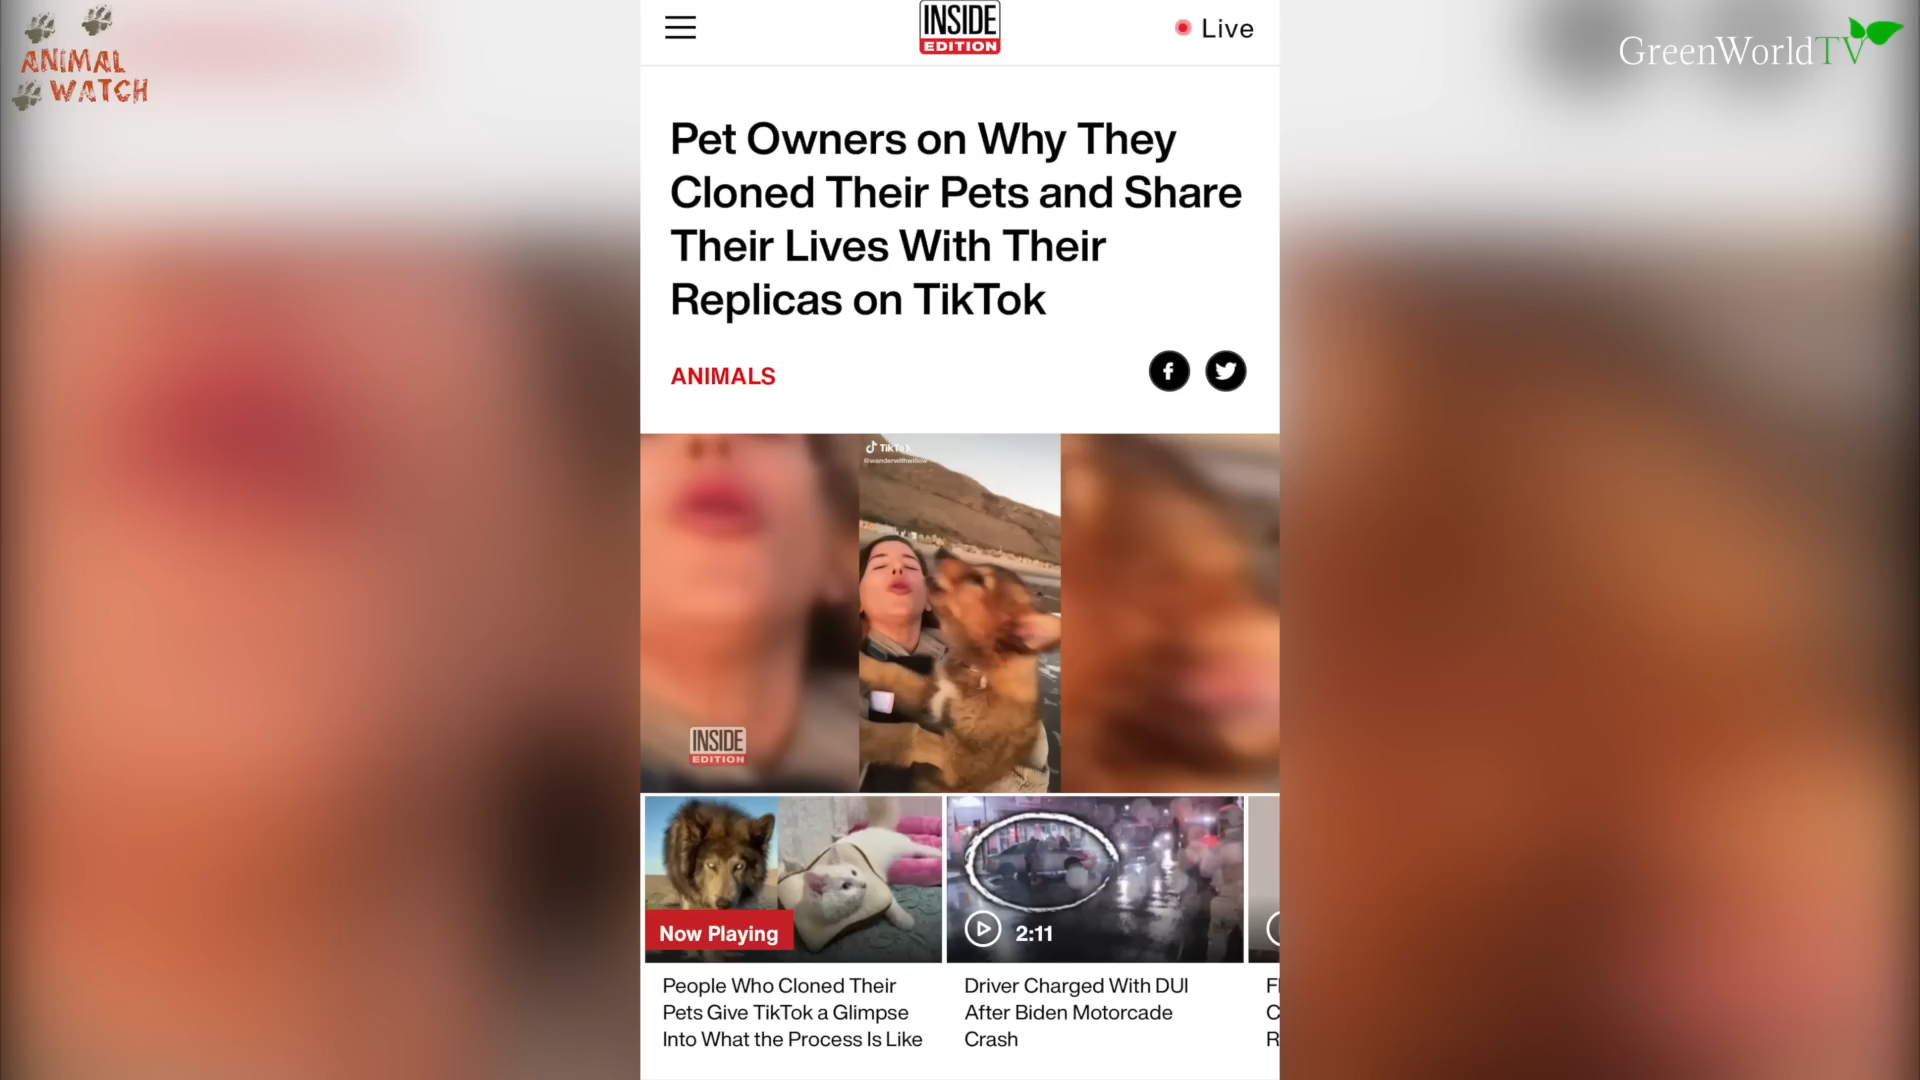 ANIMAL
WATCH
INSIDE
EDITION
Live
GreenWorldTV
Pet Owners on Why They
Cloned Their Pets and Share
Their Lives With Their
Replicas on TikTok
ANIMALS
TikTok
INSIDE
EDITION
Now Playing
2:11
People Who Cloned Their
Pets Give TikTok a Glimpse
Into What the Process Is Like
Driver Charged With DUI
After Biden Motorcade
Crash